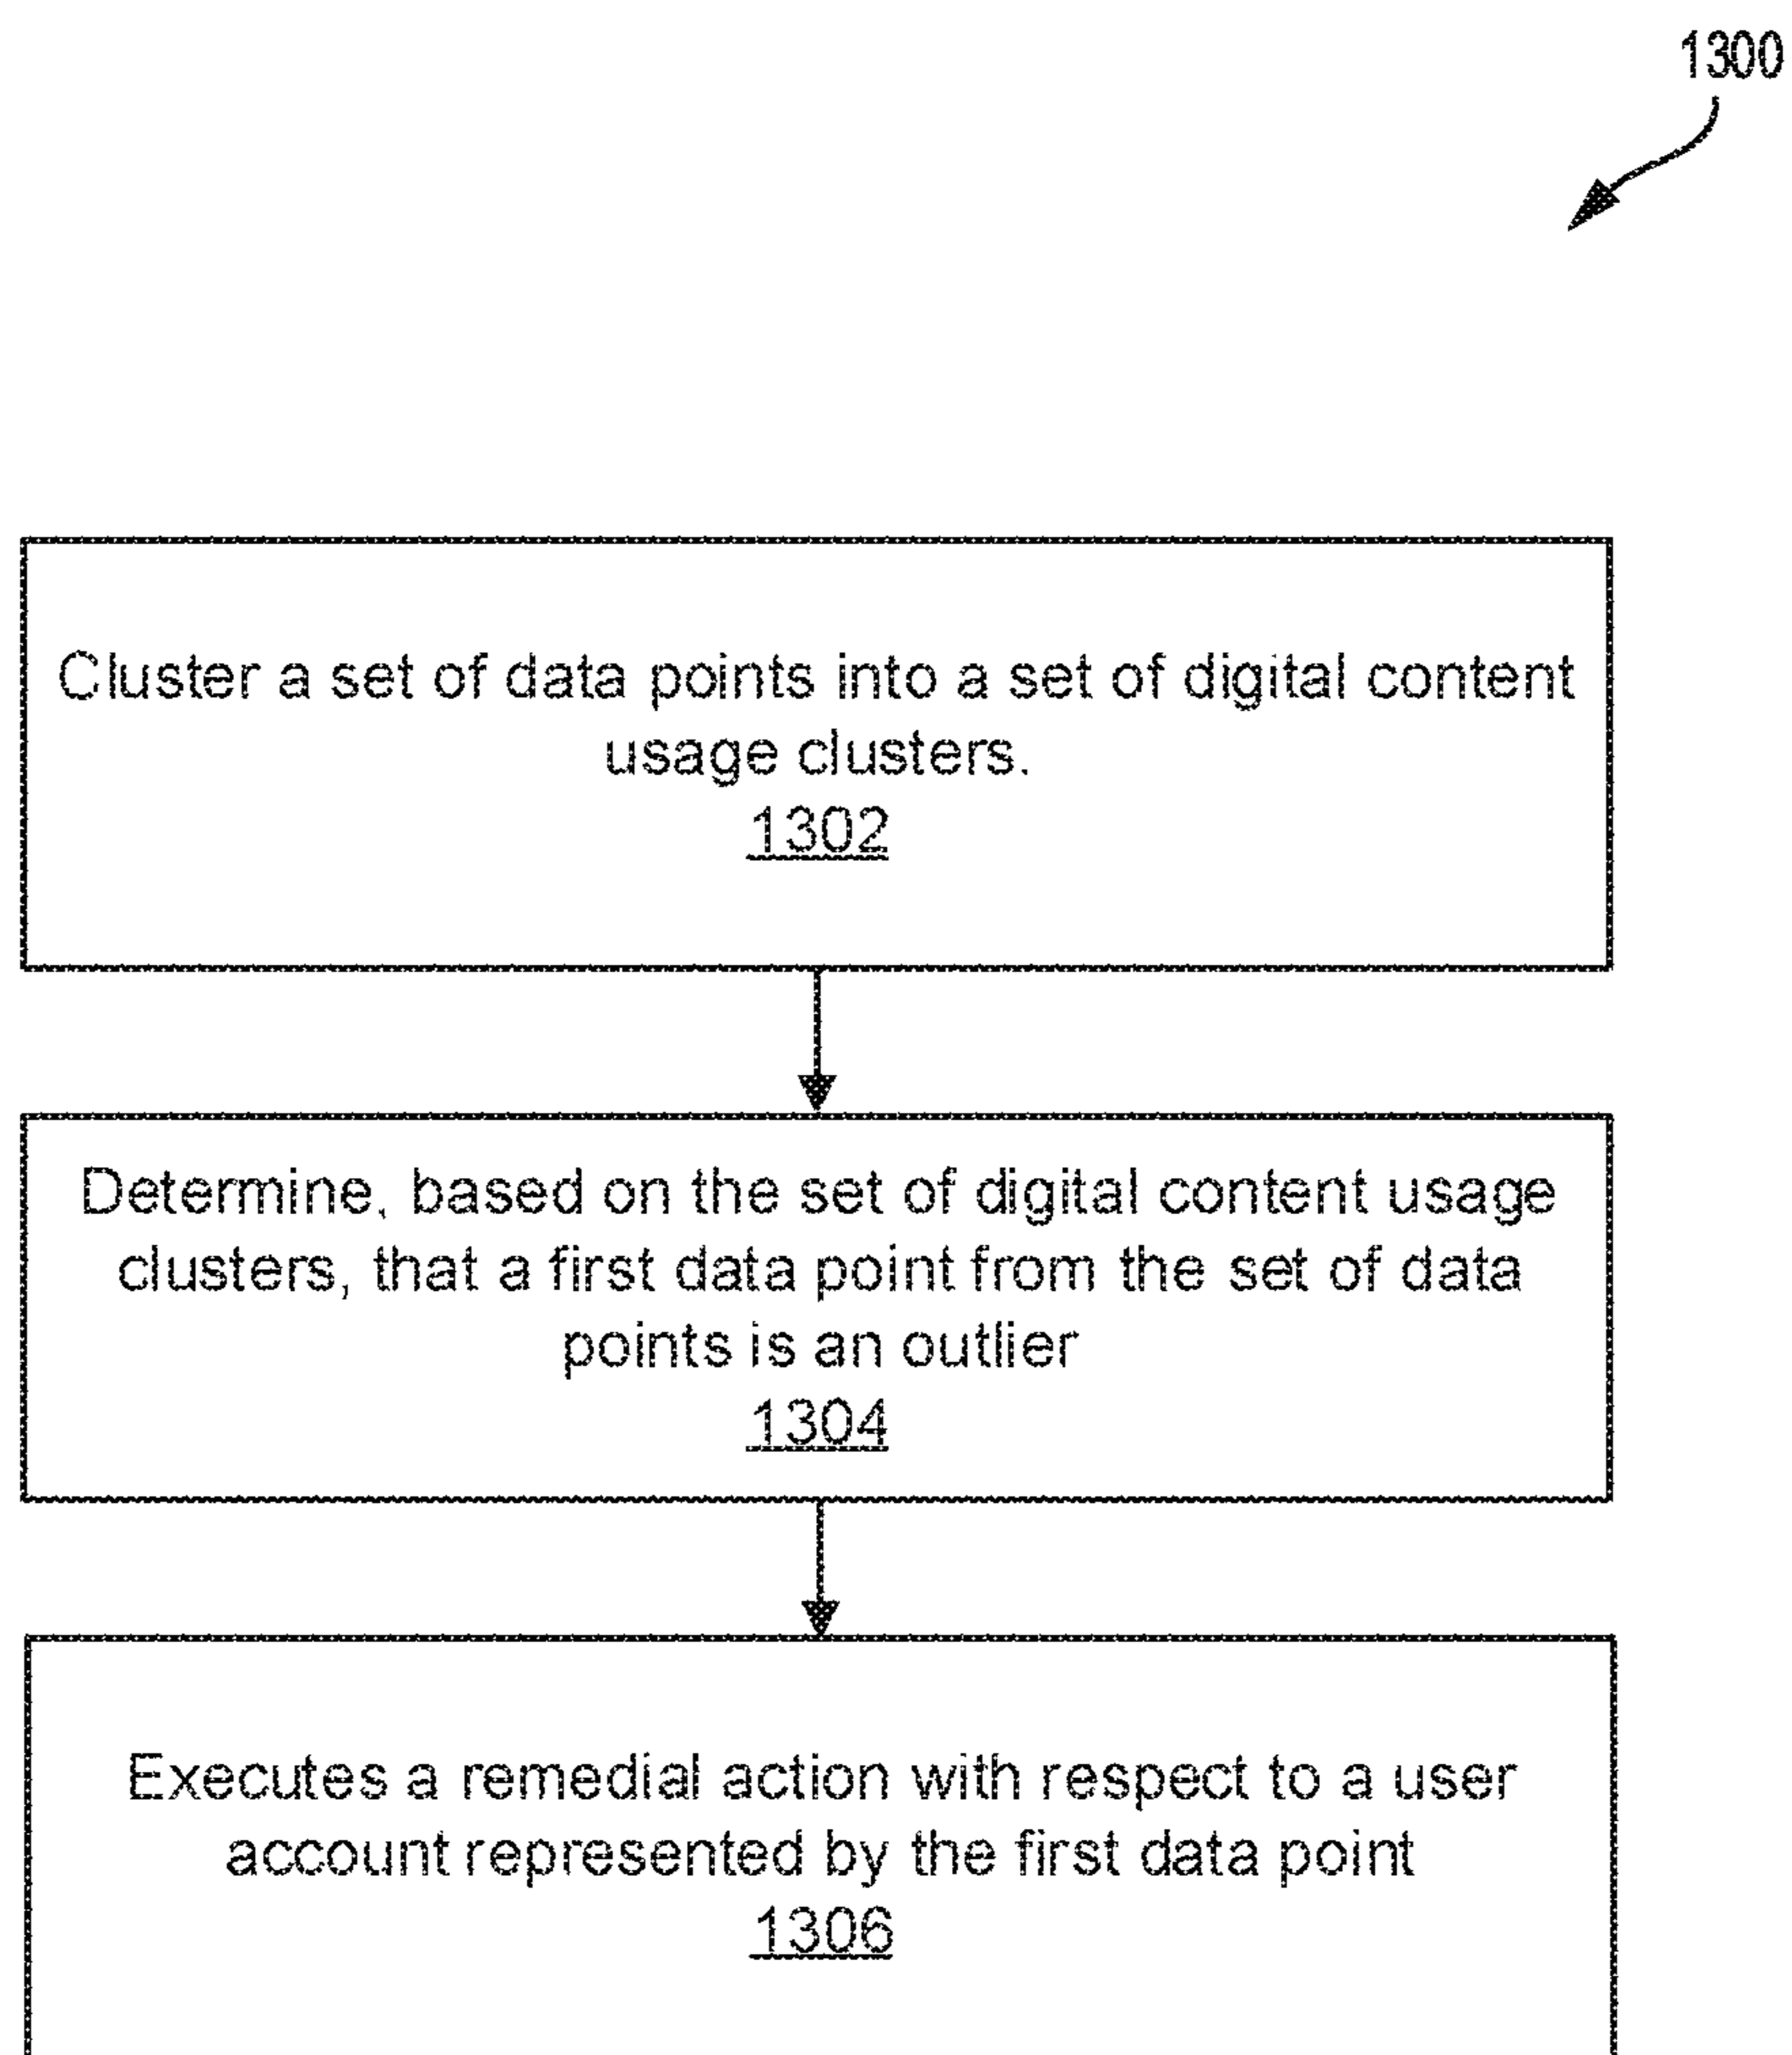 1300
Cluster a set of data points into a set of digital content
usage clusters.
1302
Determine, based on the set of digital content usage
clusters, that a first data point from the set of data
points is an outlier
1304
Executes a remedial action with respect to a user
account represented by the first data point
1306